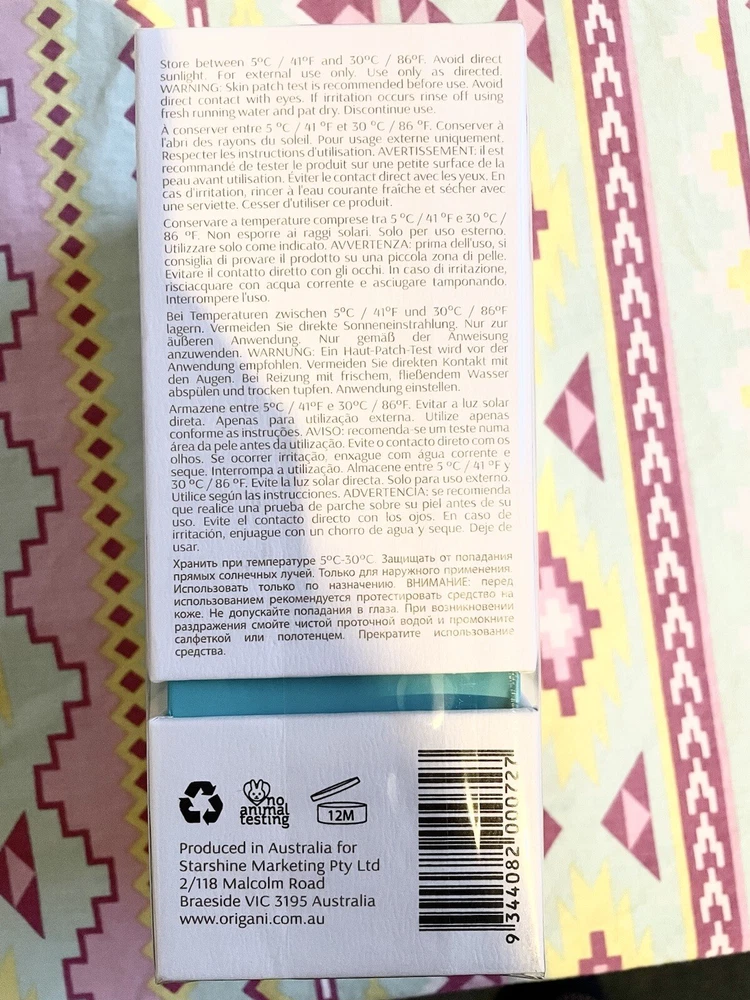 Store between 5ºC / 41ºF and 30ºC / 86ºF. Avoid direct
sunlight. For external use only. Use only as directed.
WARNING: Skin patch test is recommended before use. Avoid
direct contact with eyes. If irritation occurs rinse off using
fresh running water and pat dry. Discontinue use.
À conserver entre 5 ºC / 41 ºF et 30 ºC / 86 ºF. Conserver à
l'abri des rayons du soleil. Pour usage externe uniquement.
Respecter les instructions d'utilisation. AVERTISSEMENT: il est
recommandé de tester le produit sur une petite surface de la
peau avant utilisation. Éviter le contact direct avec les yeux. En
cas d'irritation, rincer à l'eau courante fraîche et sécher avec
une serviette. Cesser d'utiliser ce produit.
Conservare a temperature comprese tra 5 ºC / 41 ºF e 30 ºC /
86 ºF. Non esporre ai raggi solari. Solo per uso esterno.
Utilizzare solo come indicato. AVVERTENZA: prima dell'uso, si
consiglia di provare il prodotto su una piccola zona di pelle.
Evitare il contatto diretto con gli occhi. In caso di irritazione,
risciacquare con acqua corrente e asciugare tamponando.
Interrompere l'uso.
Bei Temperaturen zwischen 5ºC / 41ºF und 30ºC / 86ºF
lagern. Vermeiden Sie direkte Sonneneinstrahlung. Nur zur
äußeren Anwendung. Nur gemäß der Anweisung
anzuwenden. WARNUNG: Ein Haut-Patch-Test wird vor der
Anwendung empfohlen. Vermeiden Sie direkten Kontakt mit
den Augen. Bei Reizung mit frischem, fließendem Wasser
abspülen und trocken tupfen. Anwendung einstellen.
Armazene entre 5ºC / 41ºF e 30ºC / 86ºF. Evitar a luz solar
direta. Apenas para utilização externa. Utilize apenas
conforme as instruções. AVISO: recomenda-se um teste numa
área da pele antes da utilização. Evite o contacto direto com os
olhos. Se ocorrer irritação, enxague com água corrente e
seque. Interrompa a utilização. Almacene entre 5 ºC / 41 ºF y
30 ºC / 86 ºF. Evite la luz solar directa. Solo para uso externo.
Utilice según las instrucciones. ADVERTENCIA: se recomienda
que realice una prueba de parche sobre su piel antes de su
uso. Evite el contacto directo con los ojos. En caso de
irritación, enjuague con un chorro de agua y seque. Deje de
usar.
Хранить при температуре 5ºC-30ºC. Защищать от попадания
прямых солнечных лучей. Только для наружного применения.
Использовать только по назначению. ВНИМАНИЕ: перед
использованием рекомендуется протестировать средство на
коже. Не допускайте попадания в глаза. При возникновении
раздражения смойте чистой проточной водой и промокните
салфеткой или полотенцем. Прекратите использование
средства.
no
animal
testing
12M
Produced in Australia for
Starshine Marketing Pty Ltd
2/118 Malcolm Road
Braeside VIC 3195 Australia
www.origani.com.au
9 344082 000727